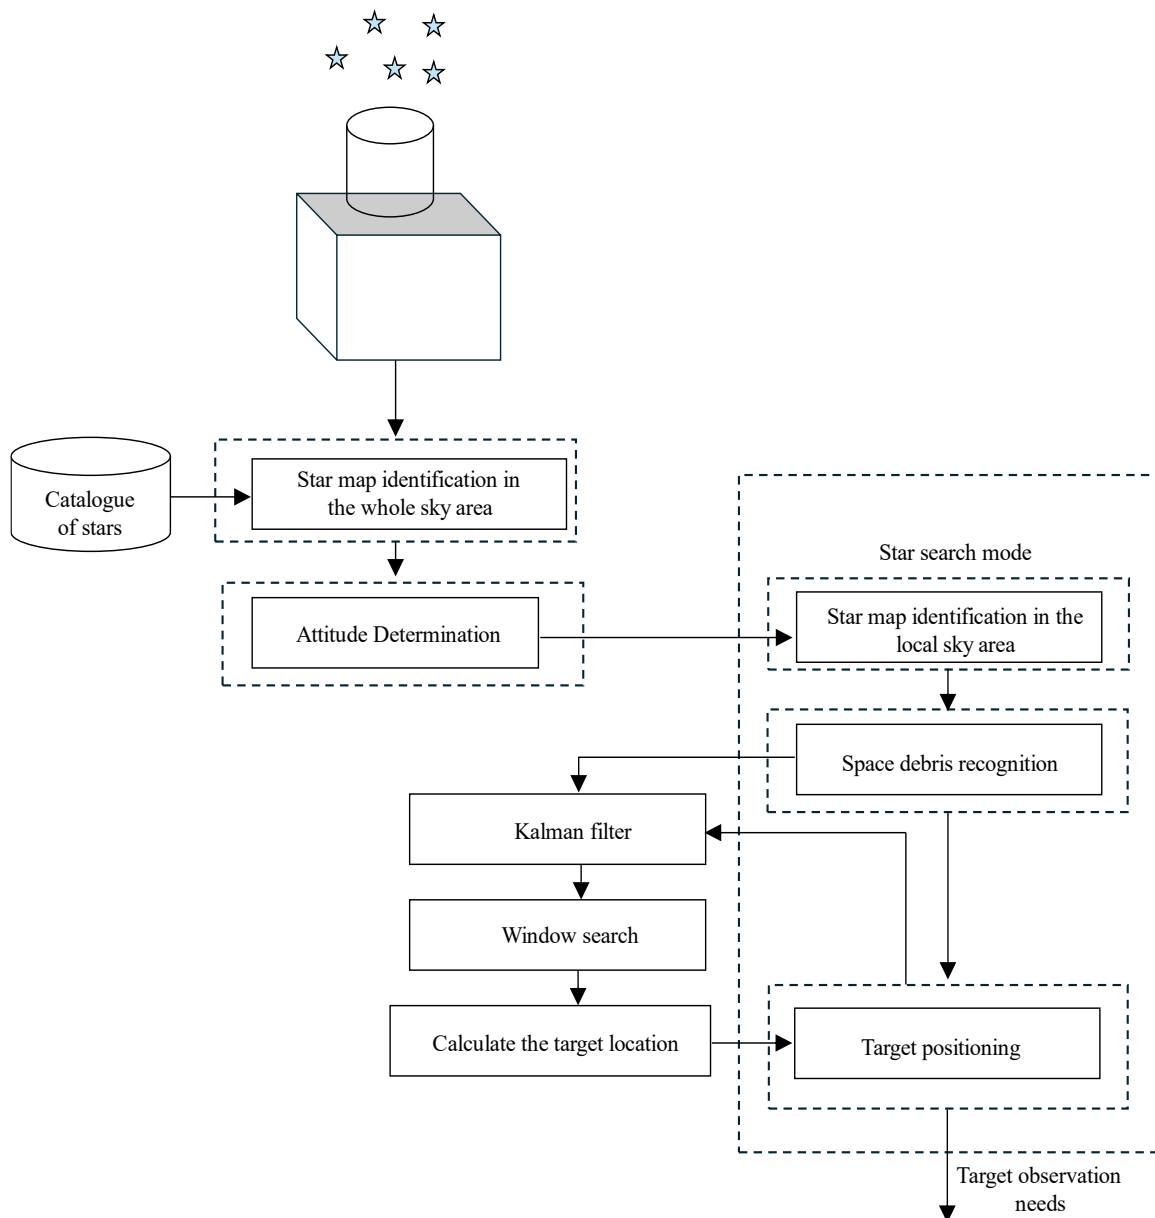 Catalogue
of stars
Star map identification in
the whole sky area
Attitude Determination
Star search mode
Star map identification in the
local sky area
Space debris recognition
Kalman filter
Window search
Calculate the target location
Target positioning
Target observation
needs